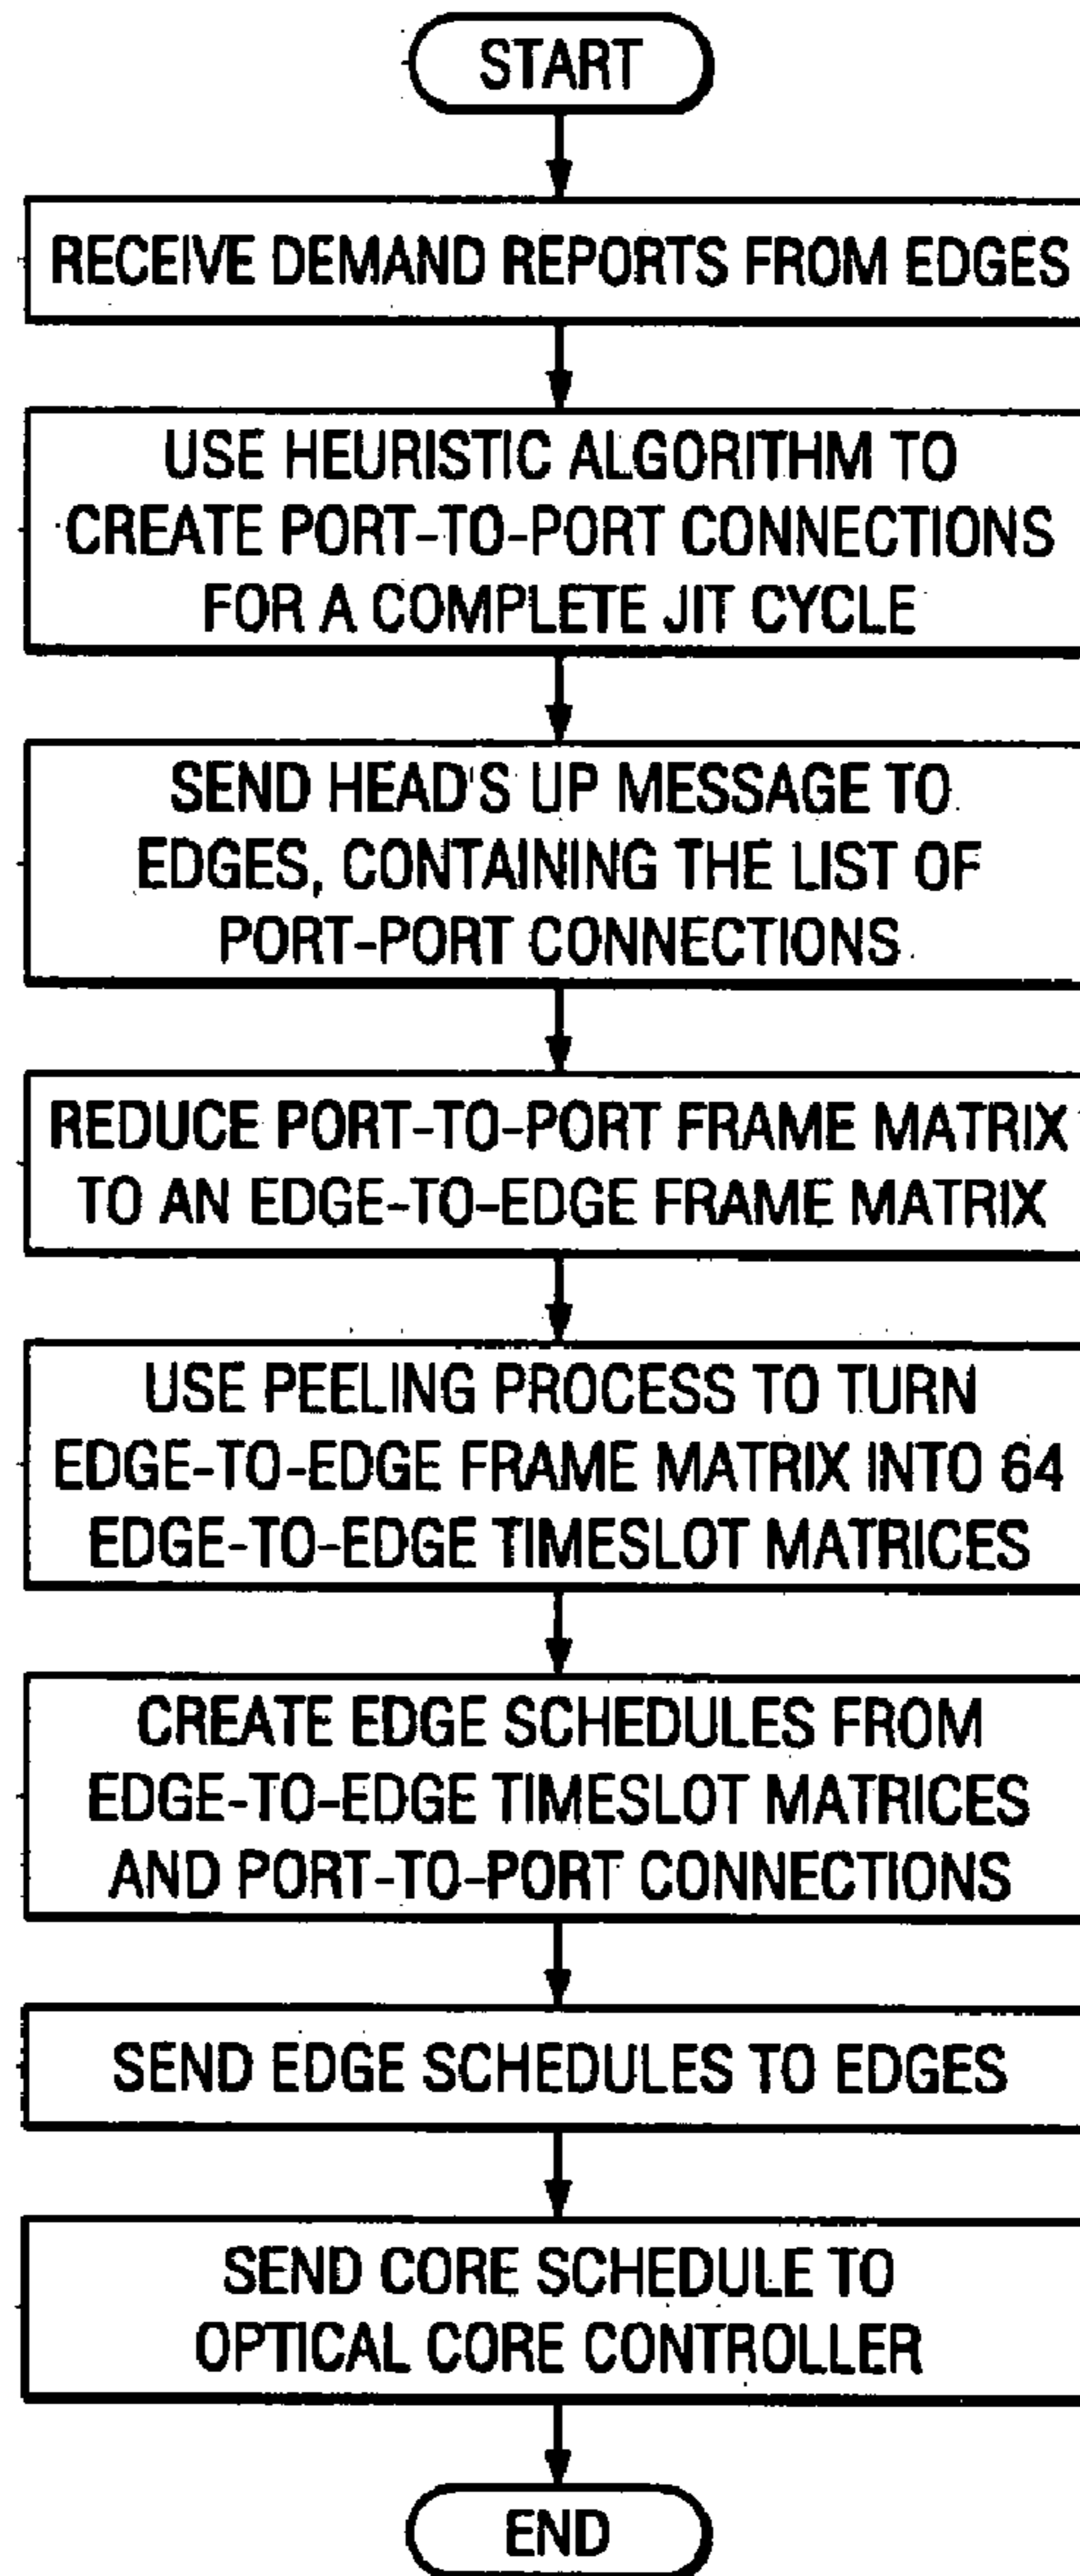 START
RECEIVE DEMAND REPORTS FROM EDGES
USE HEURISTIC ALGORITHM TO
CREATE PORT-TO-PORT CONNECTIONS
FOR A COMPLETE JIT CYCLE
SEND HEAD'S UP MESSAGE TO
EDGES, CONTAINING THE LIST OF
PORT-PORT CONNECTIONS
REDUCE PORT-TO-PORT FRAME MATRIX
TO AN EDGE-TO-EDGE FRAME MATRIX
USE PEELING PROCESS TO TURN
EDGE-TO-EDGE FRAME MATRIX INTO 64
EDGE-TO-EDGE TIMESLOT MATRICES
CREATE EDGE SCHEDULES FROM
EDGE-TO-EDGE TIMESLOT MATRICES
AND PORT-TO-PORT CONNECTIONS
SEND EDGE SCHEDULES TO EDGES
SEND CORE SCHEDULE TO
OPTICAL CORE CONTROLLER
END